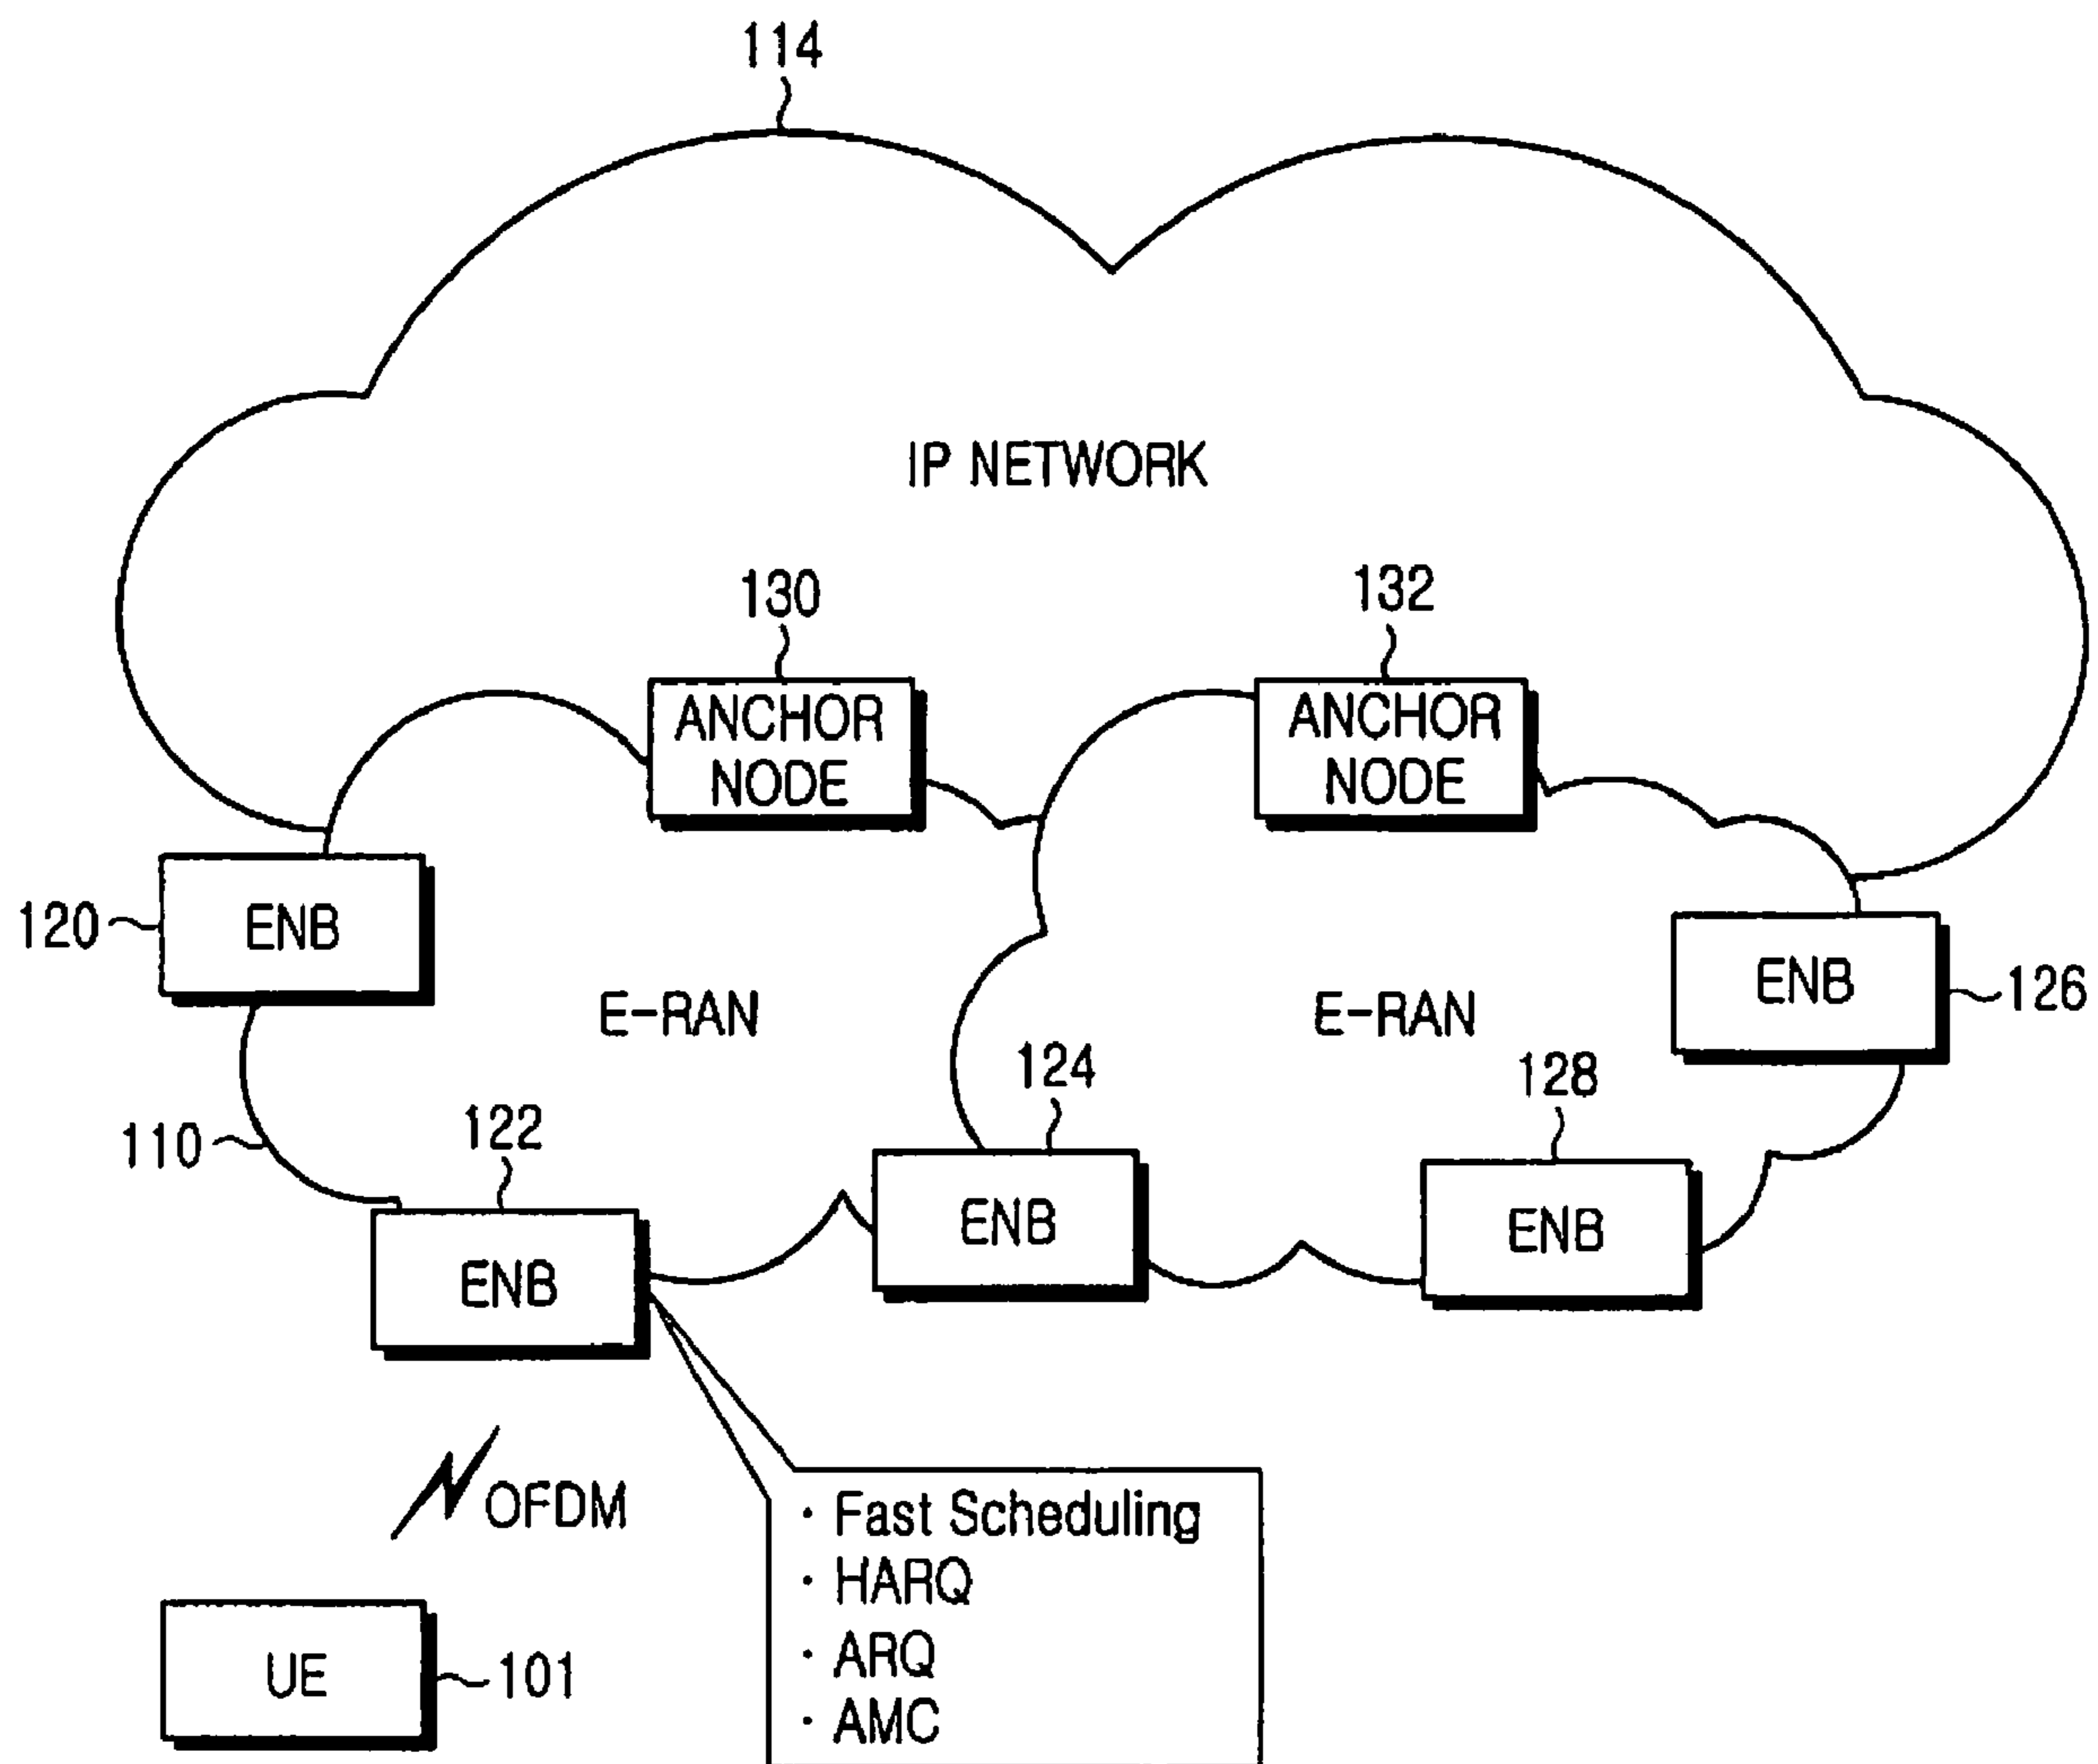 114
IP NETWORK
130
132
ANCHOR
NODE
ANCHOR
NODE
120
ENB
ENB
126
E-RAN
E-RAN
124
128
122
110
ENB
ENB
ENB
OFDM
· Fast Scheduling
· HARQ
· ARQ
· AMC
UE
101